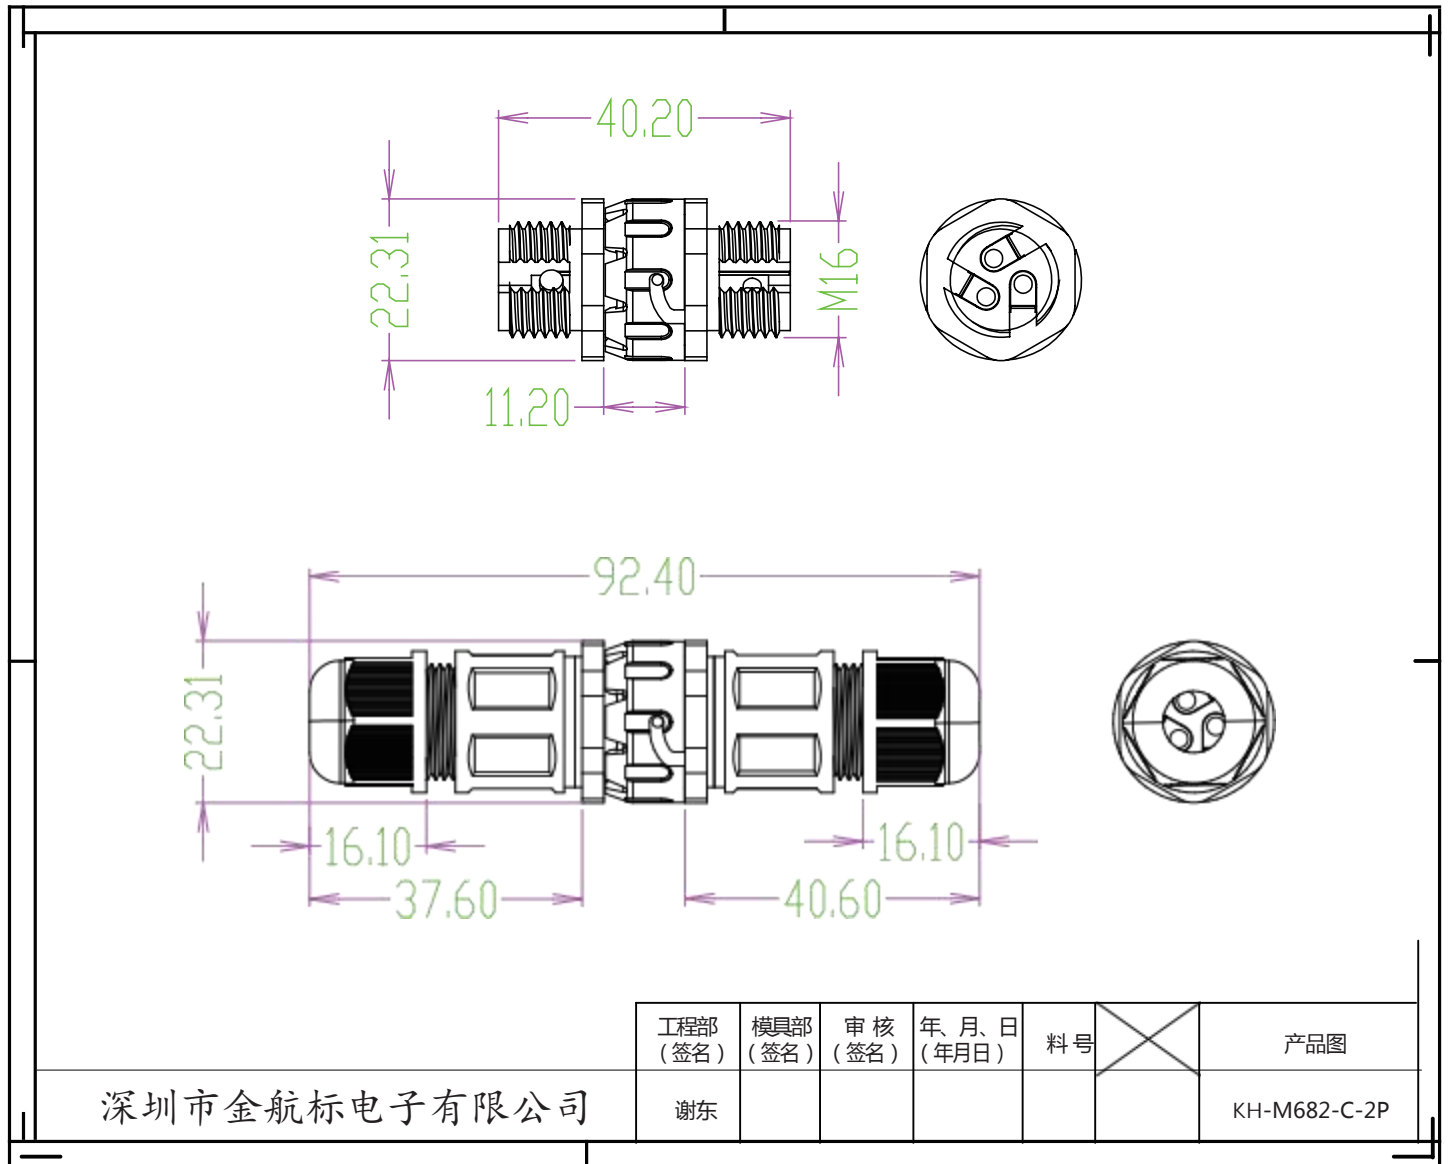 40.20
22.31
M16
11.20
92.40
22.31
16.10
16.10
37.60
40.60
工程部
（签名）
模具部
（签名）
审 核
（签名）
年、月、日
（年月日）
料号
产品图
深圳市金航标电子有限公司
谢东
KH-M682-C-2P